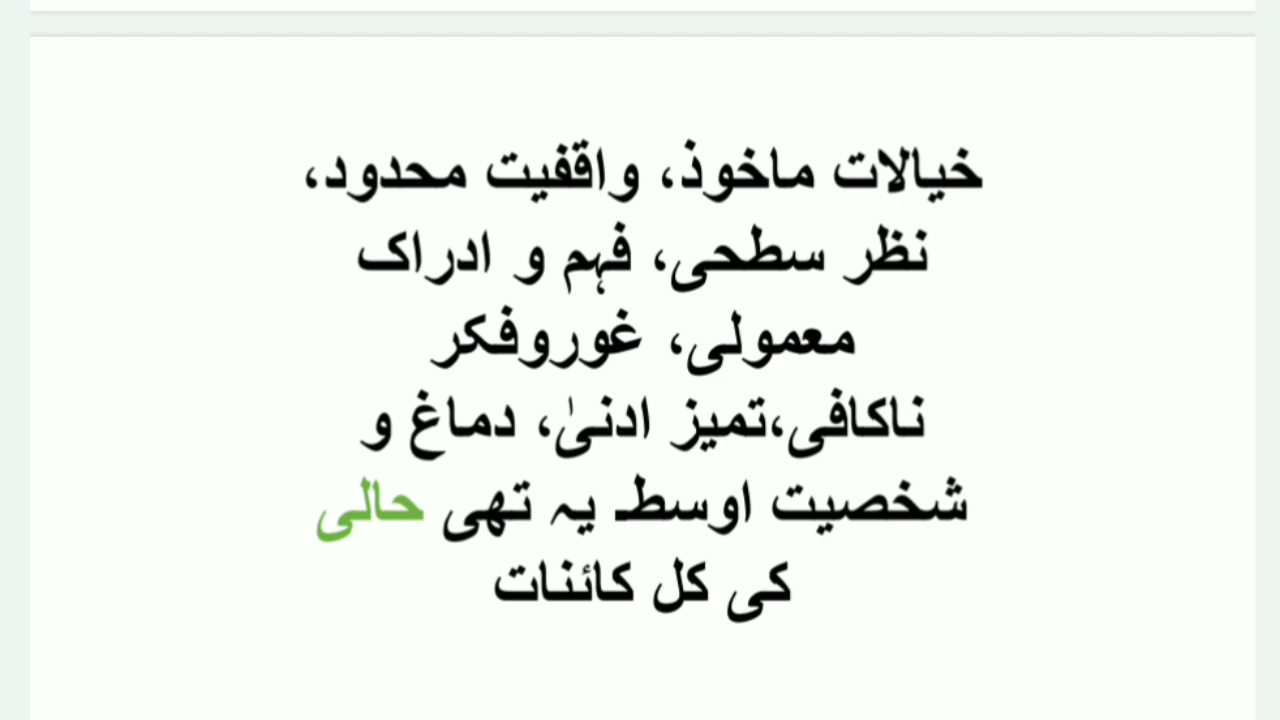 خیالات ماخوذ، واقفیت محدود،
نظر سطحی، فہم و ادراک
معمولی، غوروفکر
ناکافی،تمیز ادنیٰ، دماغ و
شخصیت اوسط۔ یہ تھی حالی
کی کل کائنات